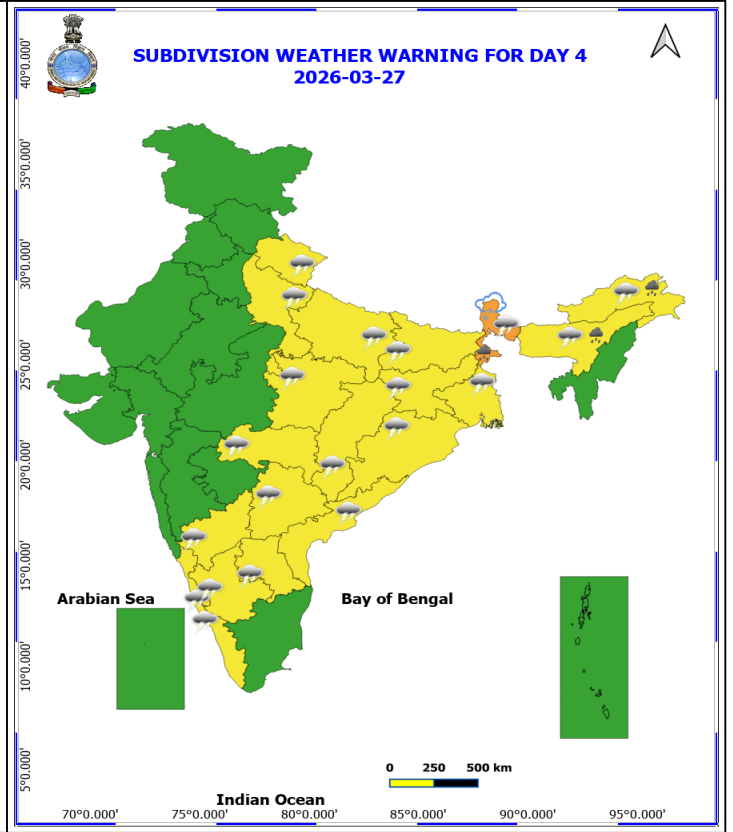 SUBDIVISION WEATHER WARNING FOR DAY 4
2026-03-27
40°0.000'
35°0.000'
30°0.000'
25°0.000'
20°0.000'
15°0.000'
10°0.000'
5°0.000'
Arabian Sea
Bay of Bengal
0 250 500 km
Indian Ocean
70°0.000' 75°0.000' 80°0.000' 85°0.000' 90°0.000' 95°0.000'